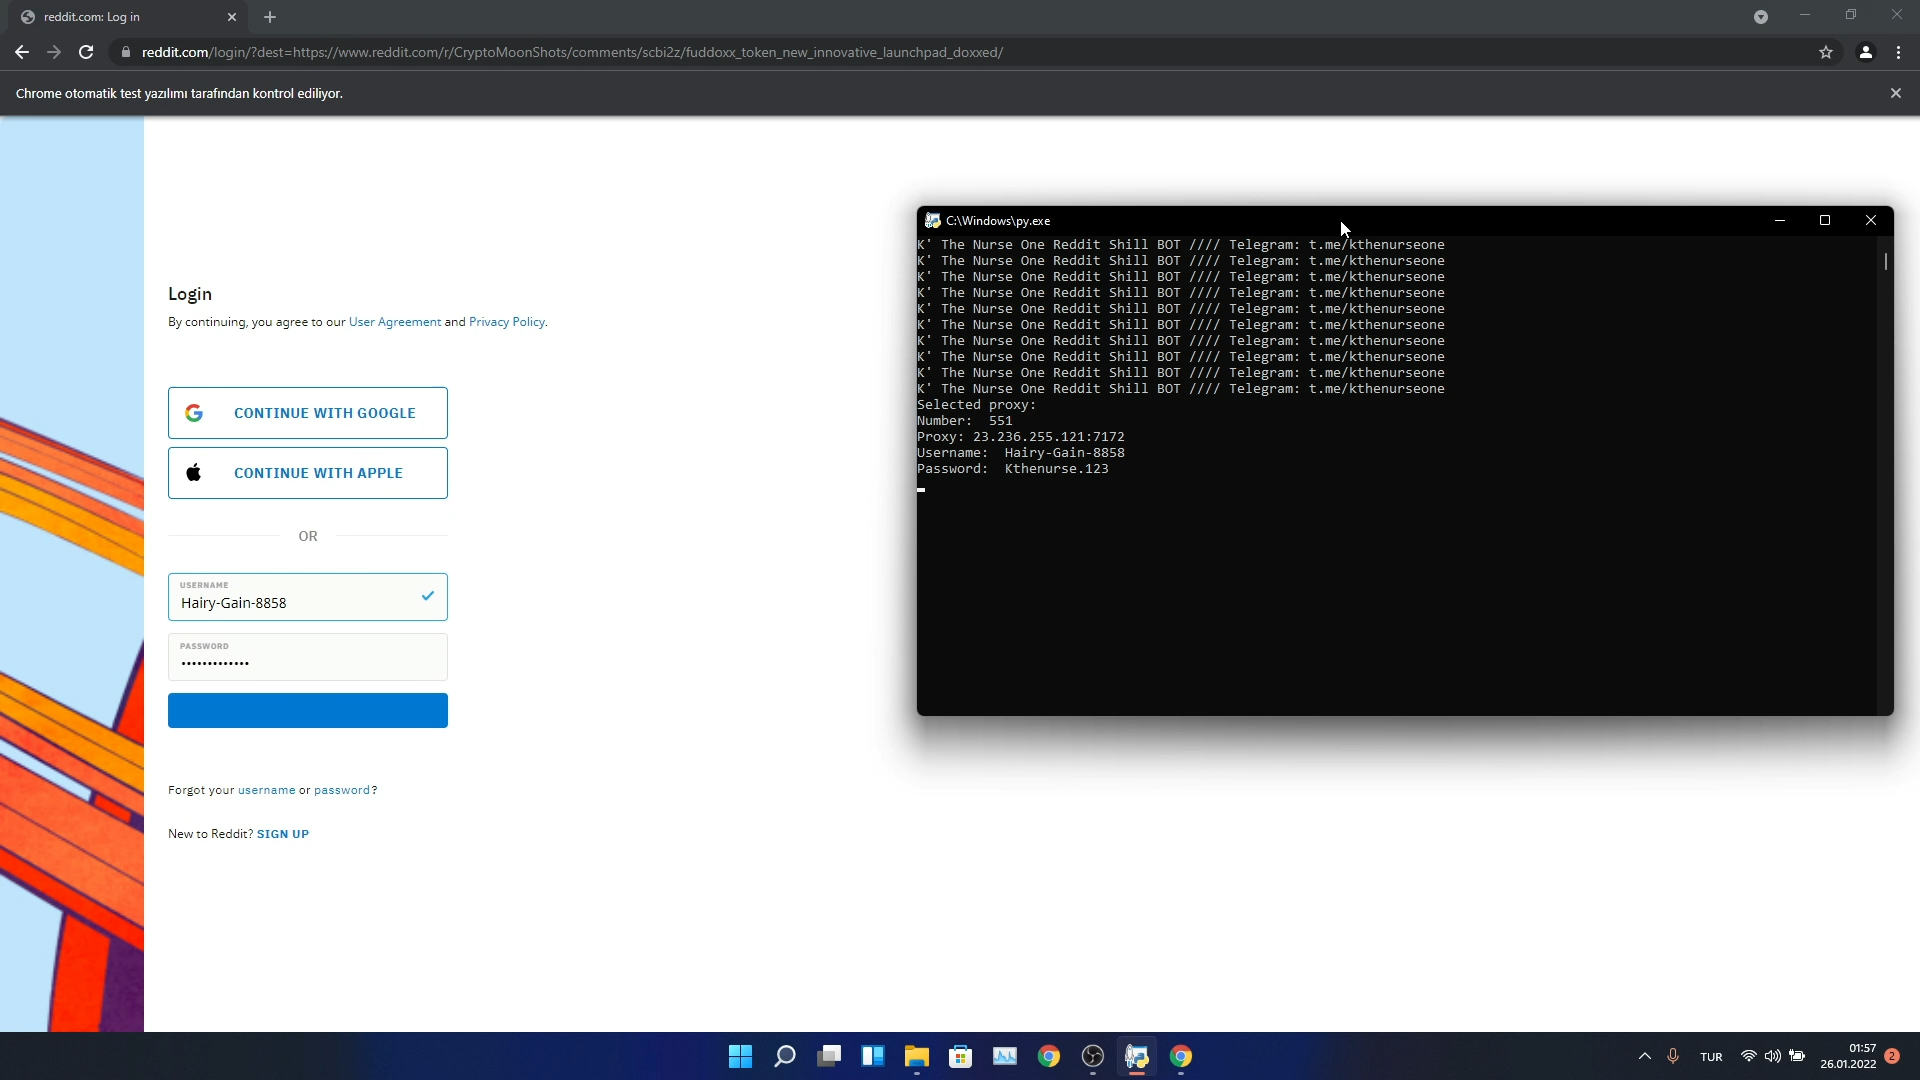 reddit.com: Log in
reddit.com/login/?dest=https://www.reddit.com/r/CryptoMoonShots/comments/scbi2z/fuddoxx_token_new_innovative_launchpad_doxxed/
Chrome otomatik test yazılımı tarafından kontrol ediliyor.
Login
By continuing, you agree to our User Agreement and Privacy Policy.
CONTINUE WITH GOOGLE
CONTINUE WITH APPLE
OR
USERNAME
Hairy-Gain-8858
PASSWORD
•••••••••••••
Forgot your username or password?
New to Reddit? SIGN UP
C:\Windows\py.exe
K' The Nurse One Reddit Shill BOT //// Telegram: t.me/kthenurseone
K' The Nurse One Reddit Shill BOT //// Telegram: t.me/kthenurseone
K' The Nurse One Reddit Shill BOT //// Telegram: t.me/kthenurseone
K' The Nurse One Reddit Shill BOT //// Telegram: t.me/kthenurseone
K' The Nurse One Reddit Shill BOT //// Telegram: t.me/kthenurseone
K' The Nurse One Reddit Shill BOT //// Telegram: t.me/kthenurseone
K' The Nurse One Reddit Shill BOT //// Telegram: t.me/kthenurseone
K' The Nurse One Reddit Shill BOT //// Telegram: t.me/kthenurseone
K' The Nurse One Reddit Shill BOT //// Telegram: t.me/kthenurseone
K' The Nurse One Reddit Shill BOT //// Telegram: t.me/kthenurseone
Selected proxy:
Number: 551
Proxy: 23.236.255.121:7172
Username: Hairy-Gain-8858
Password: Kthenurse.123
TUR
01:57
26.01.2022
2